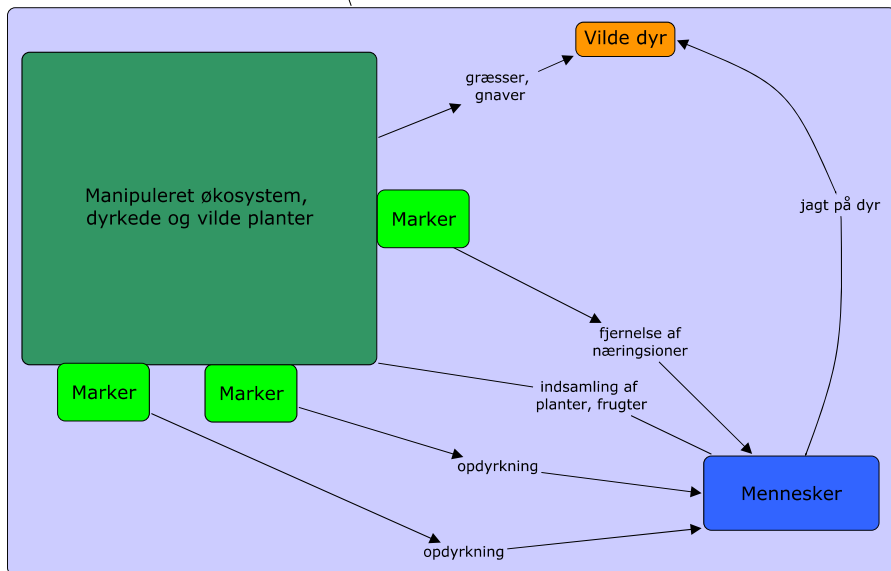 Vilde dyr
græsser,
gnaver
Manipuleret økosystem,
dyrkede og vilde planter
Marker
jagt på dyr
fjernelse af
næringsioner
indsamling af
planter, frugter
Marker
Marker
opdyrkning
Mennesker
opdyrkning